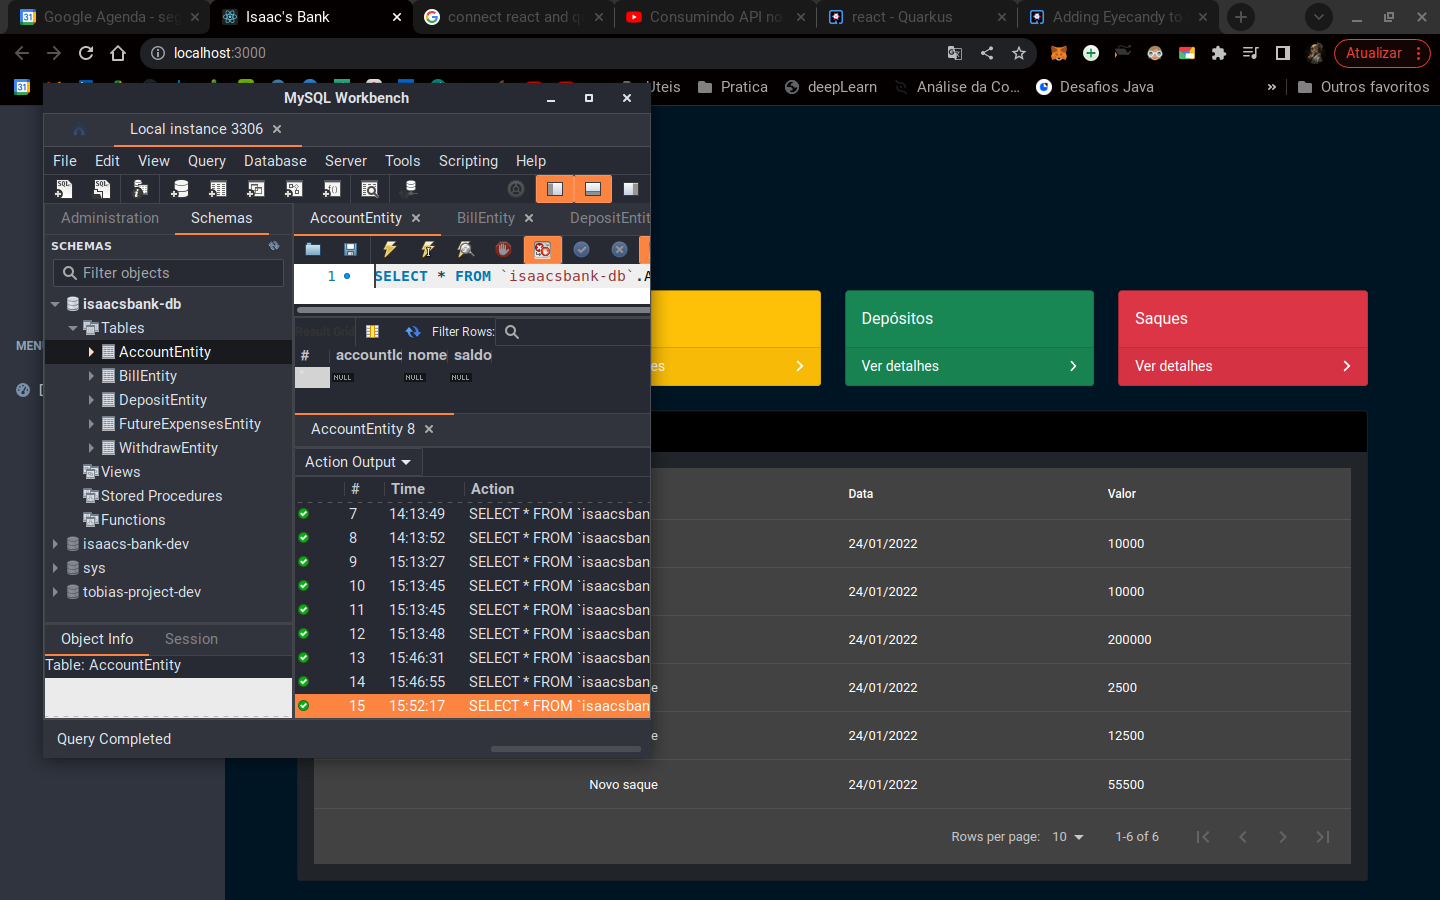 Google Agenda - se
Isaac's Bank
connect react and q
Consumindo API no
react - Quarkus
Adding Eyecandy to
localhost:3000
Atualizar
Uteis
Pratica
deepLearn
Análise da Co...
Desafios Java
»
Outros favoritos
MySQL Workbench
Local instance 3306
File Edit View Query Database Server Tools Scripting Help
Administration
Schemas
AccountEntity
BillEntity
DepositEntit
SCHEMAS
Filter objects
1
SELECT * FROM `isaacsbank-db`.A
isaacsbank-db
Tables
AccountEntity
BillEntity
DepositEntity
FutureExpensesEntity
WithdrawEntity
Views
Stored Procedures
Functions
isaacs-bank-dev
sys
tobias-project-dev
Result Grid
Filter Rows:
# accountId nome saldo
NULL NULL NULL
AccountEntity 8
Action Output
# Time Action
7 14:13:49 SELECT * FROM `isaacsban
8 14:13:52 SELECT * FROM `isaacsban
9 15:13:27 SELECT * FROM `isaacsban
10 15:13:45 SELECT * FROM `isaacsban
11 15:13:45 SELECT * FROM `isaacsban
12 15:13:48 SELECT * FROM `isaacsban
13 15:46:31 SELECT * FROM `isaacsban
14 15:46:55 SELECT * FROM `isaacsban
15 15:52:17 SELECT * FROM `isaacsban
Object Info
Session
Table: AccountEntity
Query Completed
MENU
es
Depósitos
Ver detalhes
Saques
Ver detalhes
Data Valor
24/01/2022 10000
24/01/2022 10000
24/01/2022 200000
e 24/01/2022 2500
e 24/01/2022 12500
Novo saque 24/01/2022 55500
Rows per page: 10 1-6 of 6